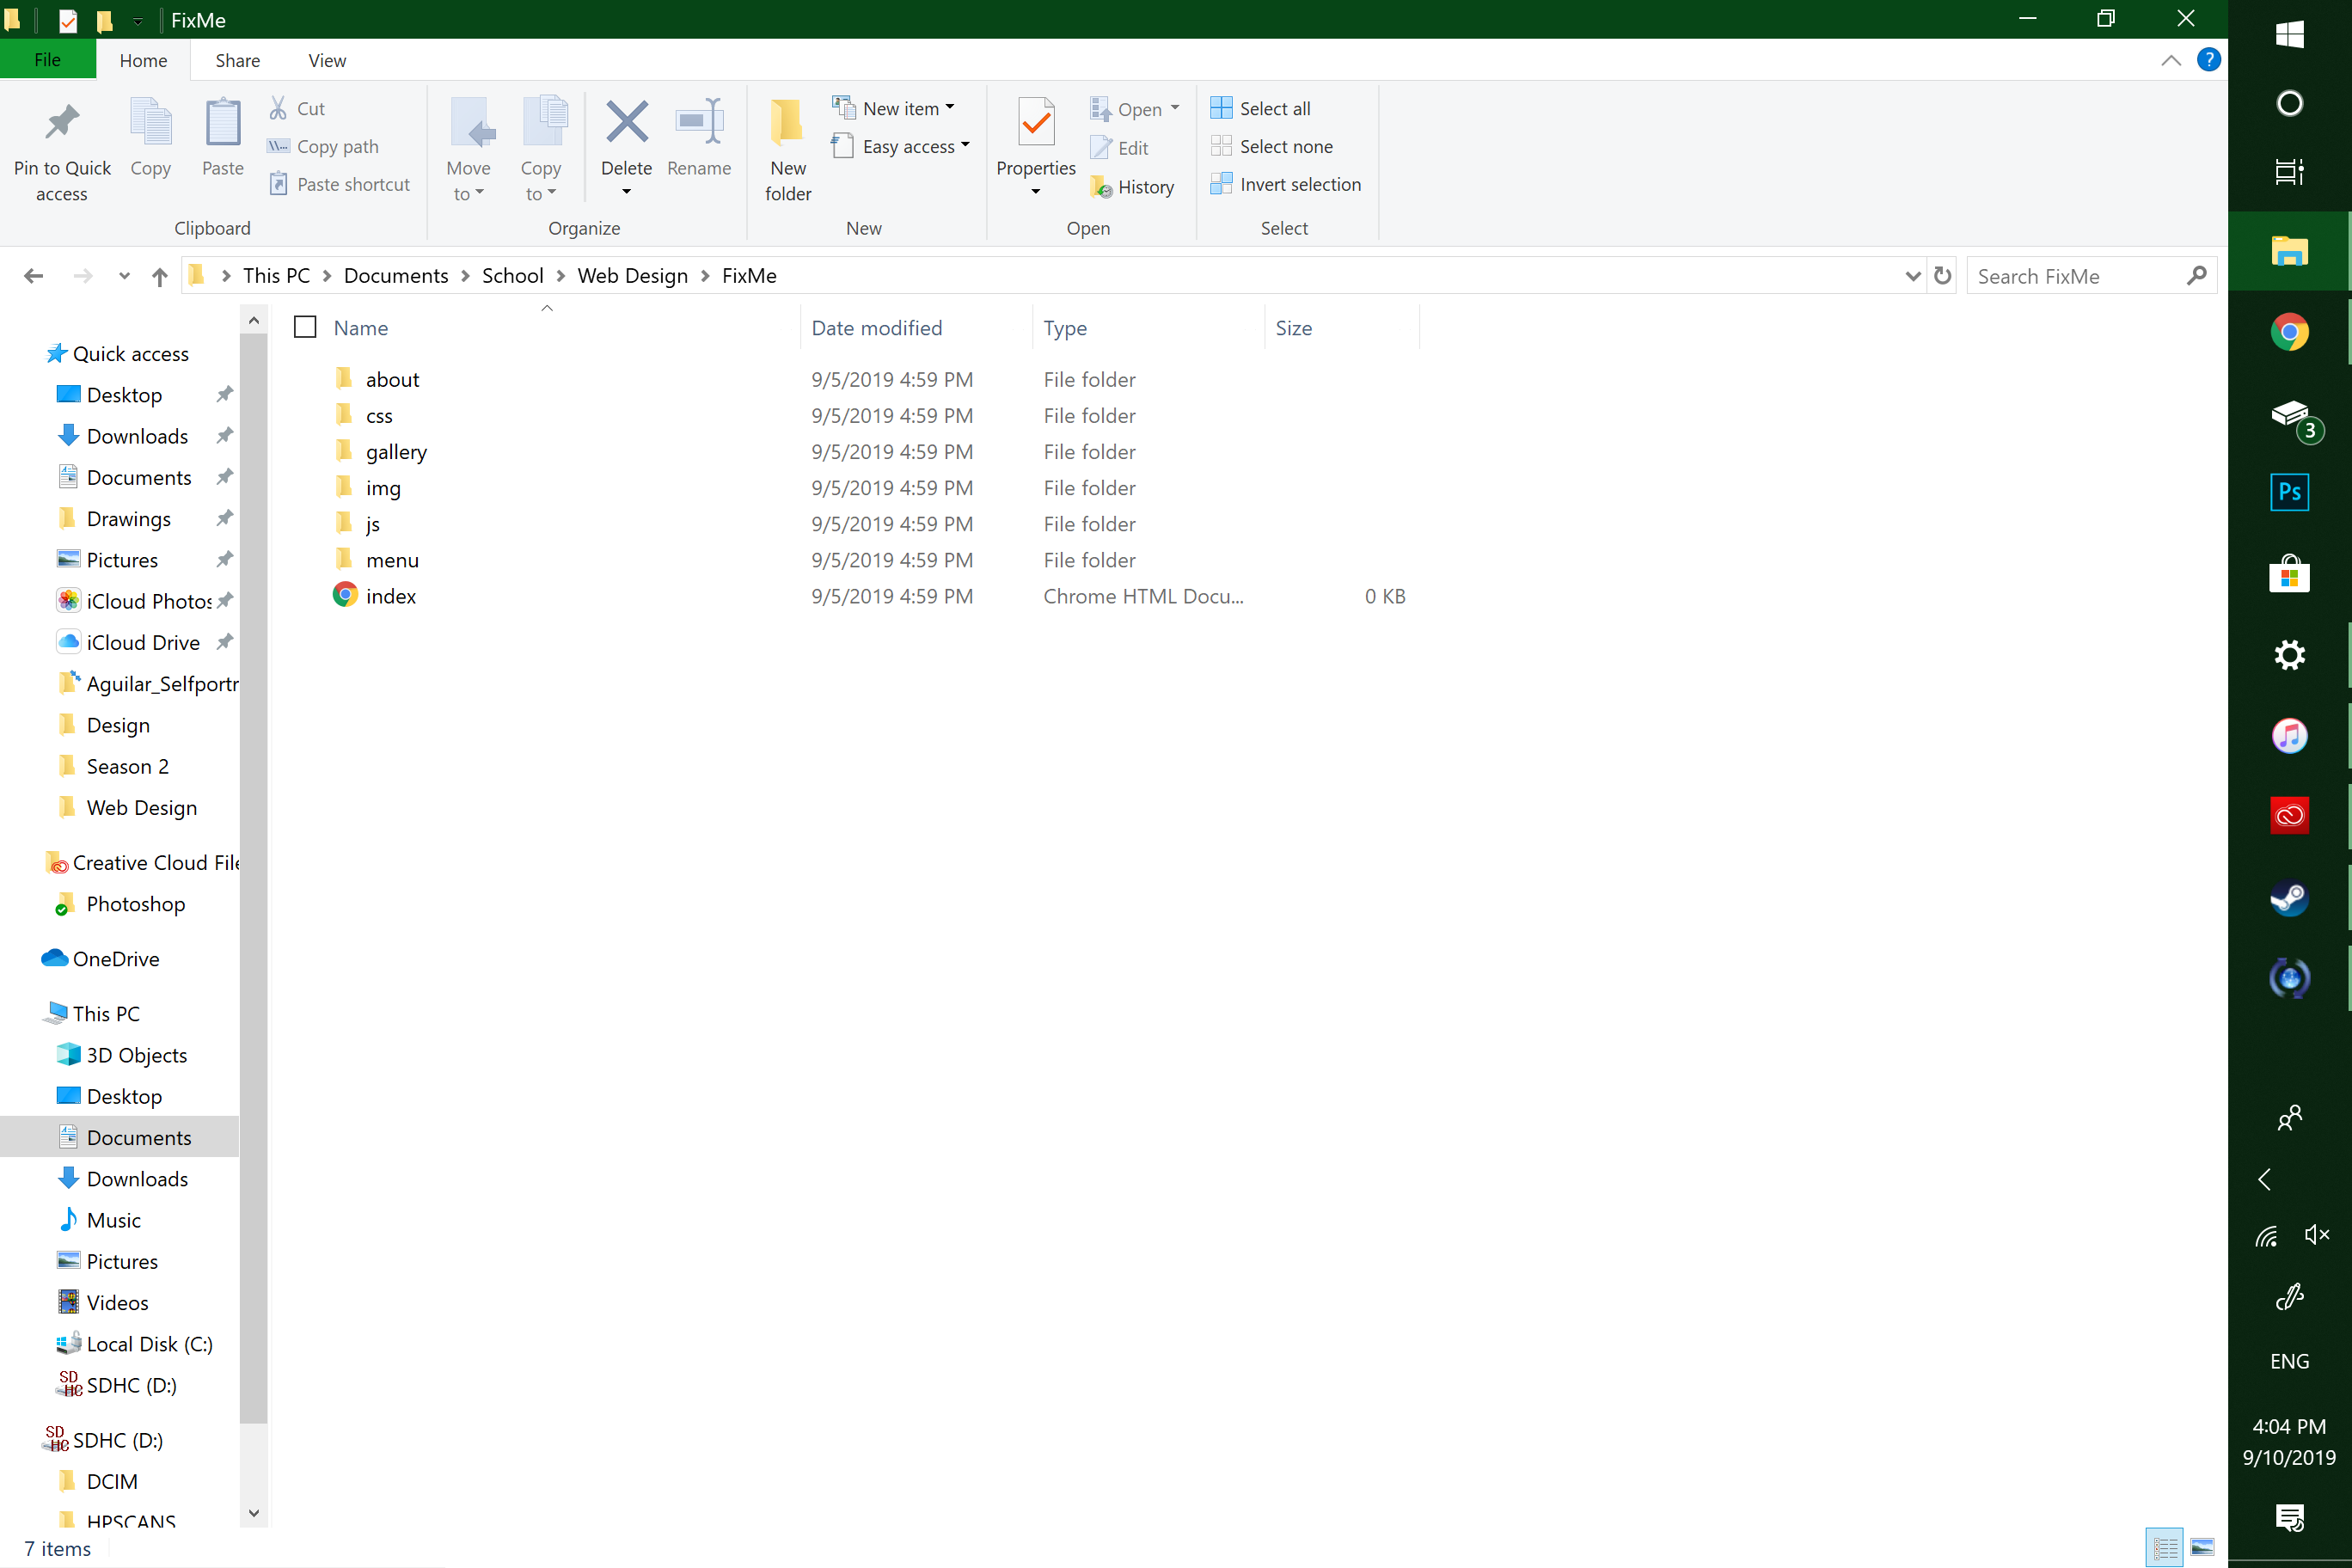 FixMe
File Home Share View
Pin to Quick access
Copy
Paste
Cut
Copy path
Paste shortcut
Clipboard
Move to
Copy to
Delete
Rename
Organize
New folder
New item
Easy access
New
Properties
Open
Edit
History
Open
Select all
Select none
Invert selection
Select
This PC > Documents > School > Web Design > FixMe
Search FixMe
Name Date modified Type Size
about 9/5/2019 4:59 PM File folder
css 9/5/2019 4:59 PM File folder
gallery 9/5/2019 4:59 PM File folder
img 9/5/2019 4:59 PM File folder
js 9/5/2019 4:59 PM File folder
menu 9/5/2019 4:59 PM File folder
index 9/5/2019 4:59 PM Chrome HTML Docu... 0 KB
Quick access
Desktop
Downloads
Documents
Drawings
Pictures
iCloud Photos
iCloud Drive
Aguilar_Selfportr
Design
Season 2
Web Design
Creative Cloud File
Photoshop
OneDrive
This PC
3D Objects
Desktop
Documents
Downloads
Music
Pictures
Videos
Local Disk (C:)
SDHC (D:)
SDHC (D:)
DCIM
HPSCANS
7 items
3
Ps
ENG
4:04 PM
9/10/2019